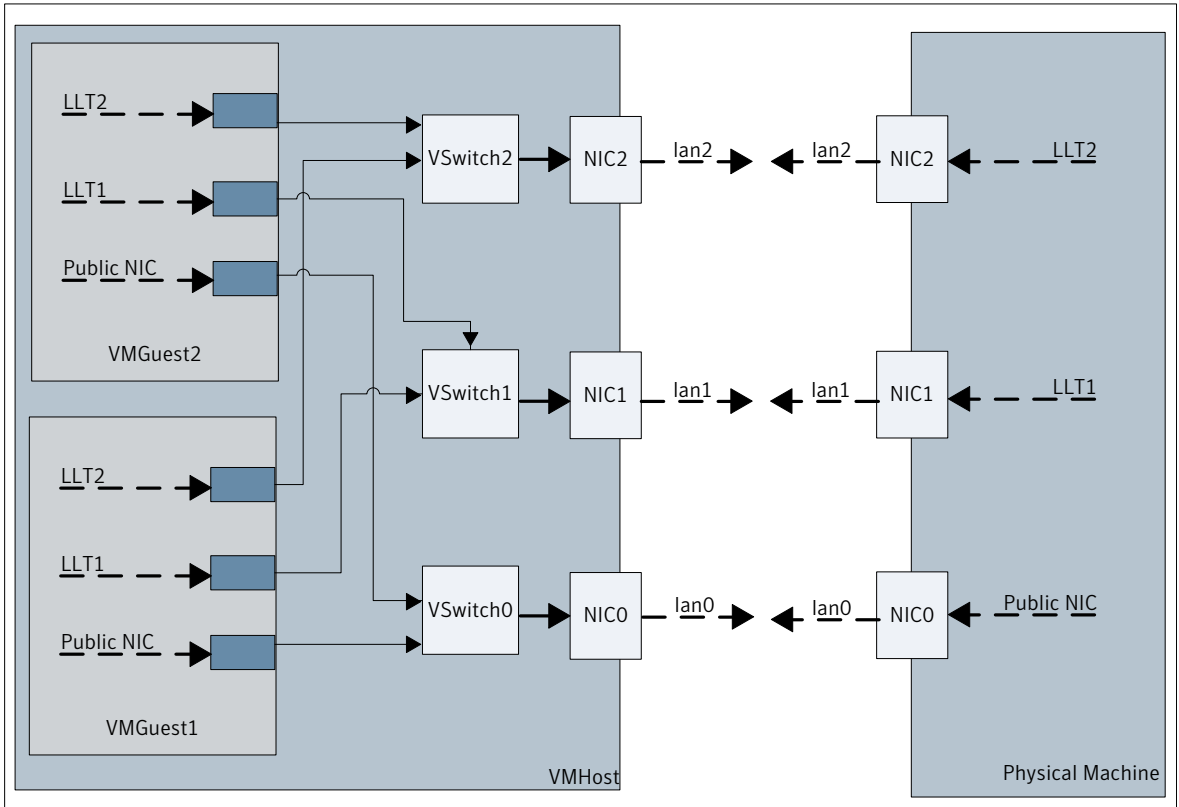 LLT2
LLT1
Public NIC
VMGuest2
LLT2
LLT1
Public NIC
VMGuest1
VSwitch2
VSwitch1
VSwitch0
NIC2
NIC1
NIC0
VMHost
lan2
lan2
lan1
lan1
lan0
lan0
NIC2
NIC1
NIC0
LLT2
LLT1
Public NIC
Physical Machine